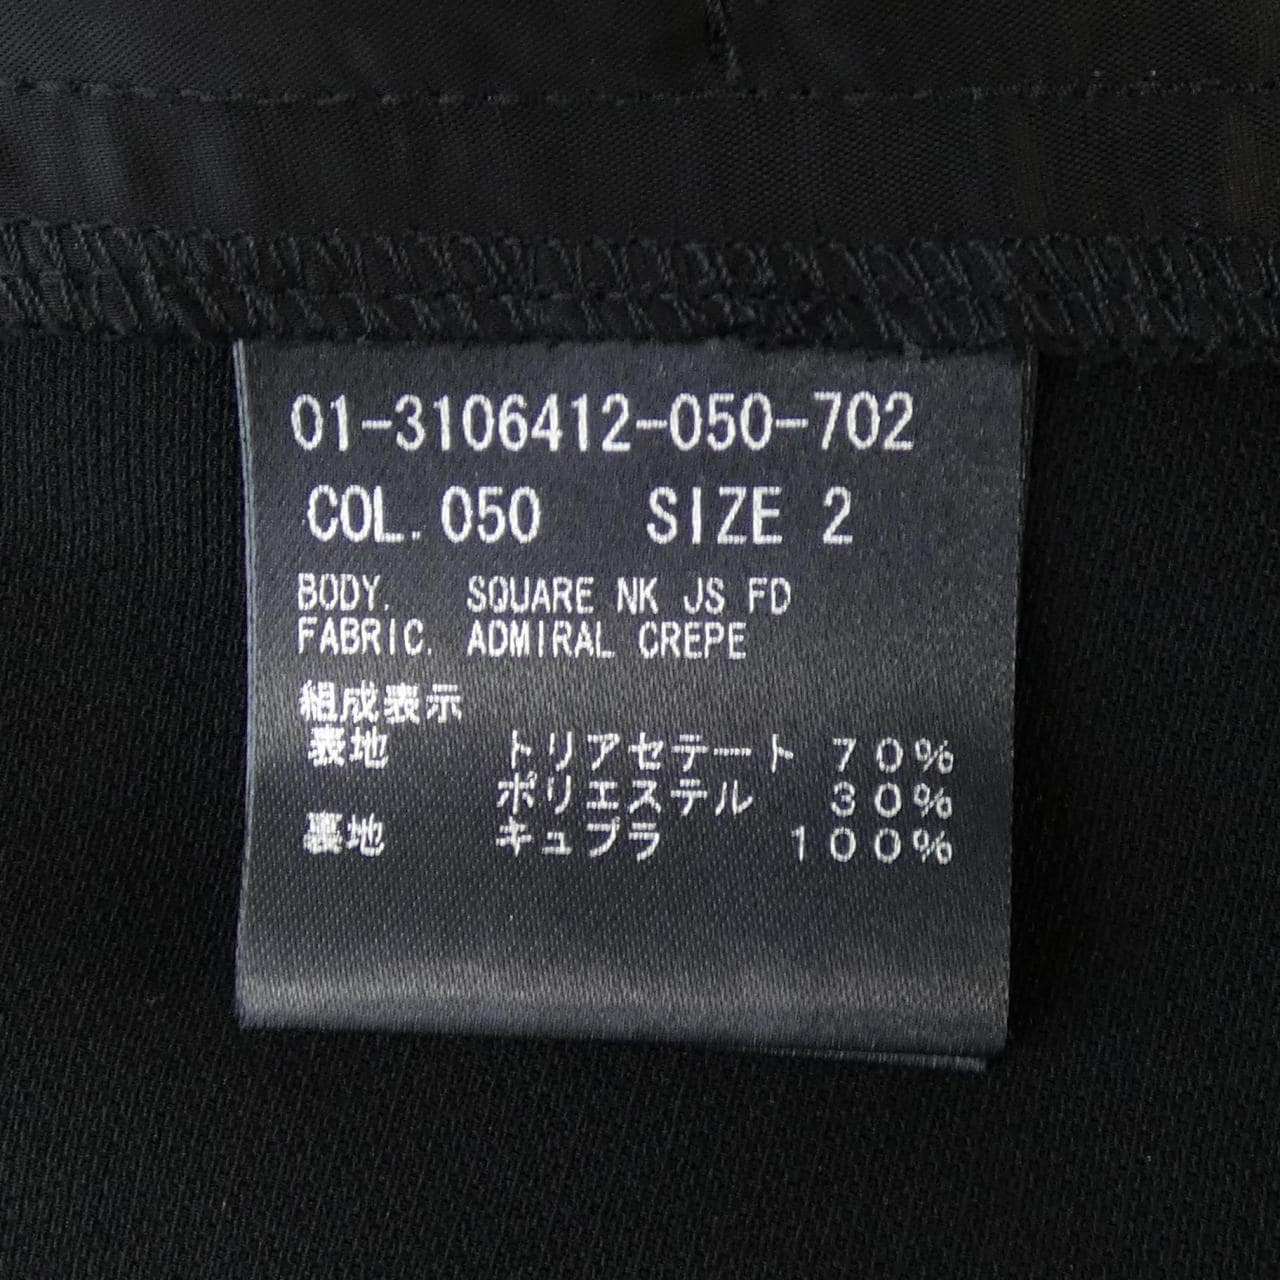 01-3106412-050-702
COL. 050 SIZE 2
BODY. SQUARE NK JS FD
FABRIC. ADMIRAL CREPE
組成表示
表地 トリアセテート 70%
ポリエステル 30%
裏地 キュプラ 100%